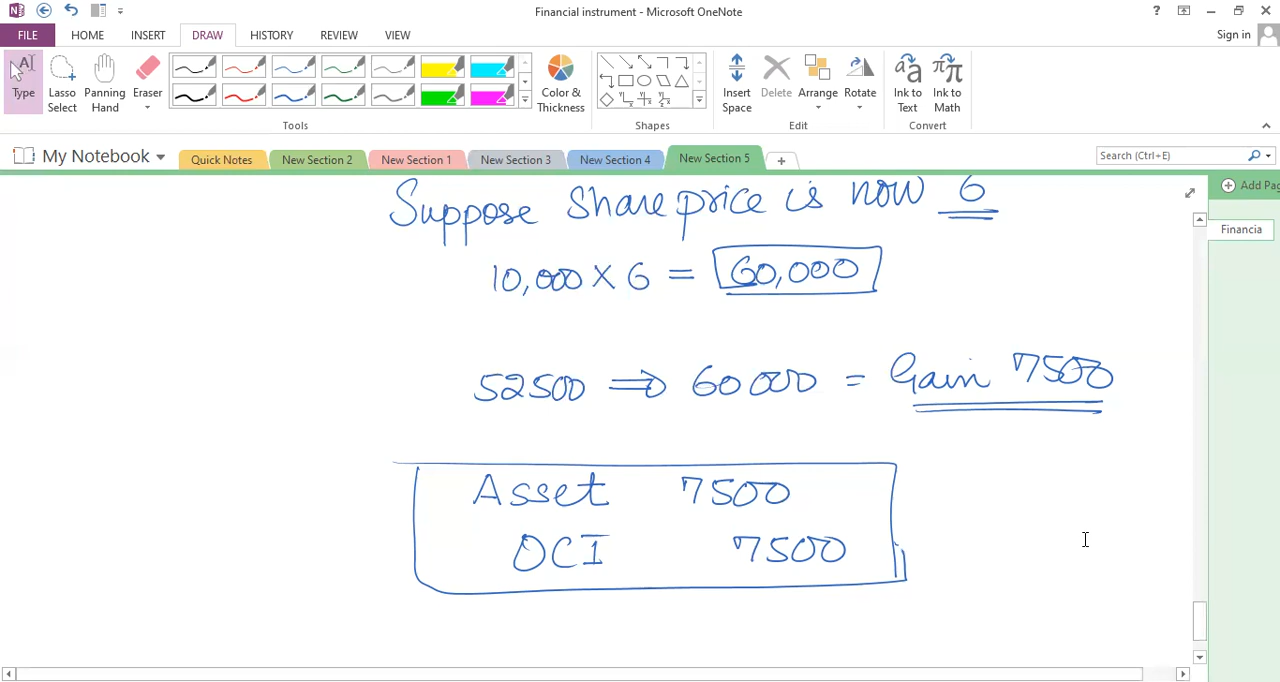 Financial instrument - Microsoft OneNote
?
FILE HOME INSERT DRAW HISTORY REVIEW VIEW
Sign in
Type
Lasso Select
Panning Hand
Eraser
Color & Thickness
Insert Space
Delete
Arrange
Rotate
Ink to Text
Ink to Math
Tools Shapes Edit Convert
My Notebook Quick Notes New Section 2 New Section 1 New Section 3 New Section 4 New Section 5
Search (Ctrl+E)
Add Pag
Financia
Suppose Share price is now 6
10,000 X 6 = 60,000
52500 ⇒ 60000 = Gain 7500
Asset 7500
OCI 7500